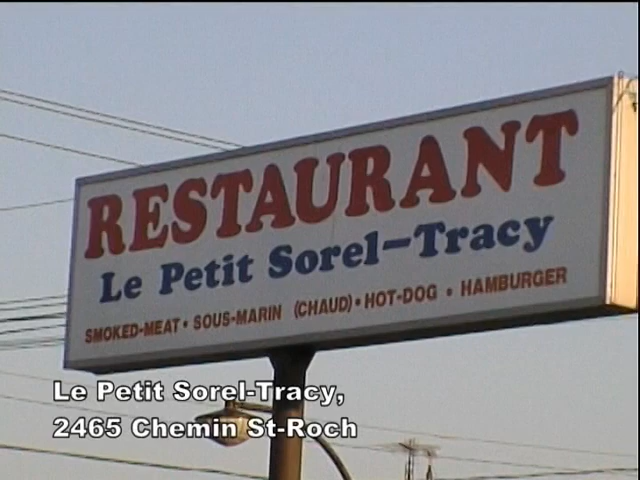 RESTAURANT
Le Petit Sorel-Tracy
SMOKED-MEAT • SOUS-MARIN (CHAUD) • HOT-DOG • HAMBURGER
Le Petit Sorel-Tracy,
2465 Chemin St-Roch